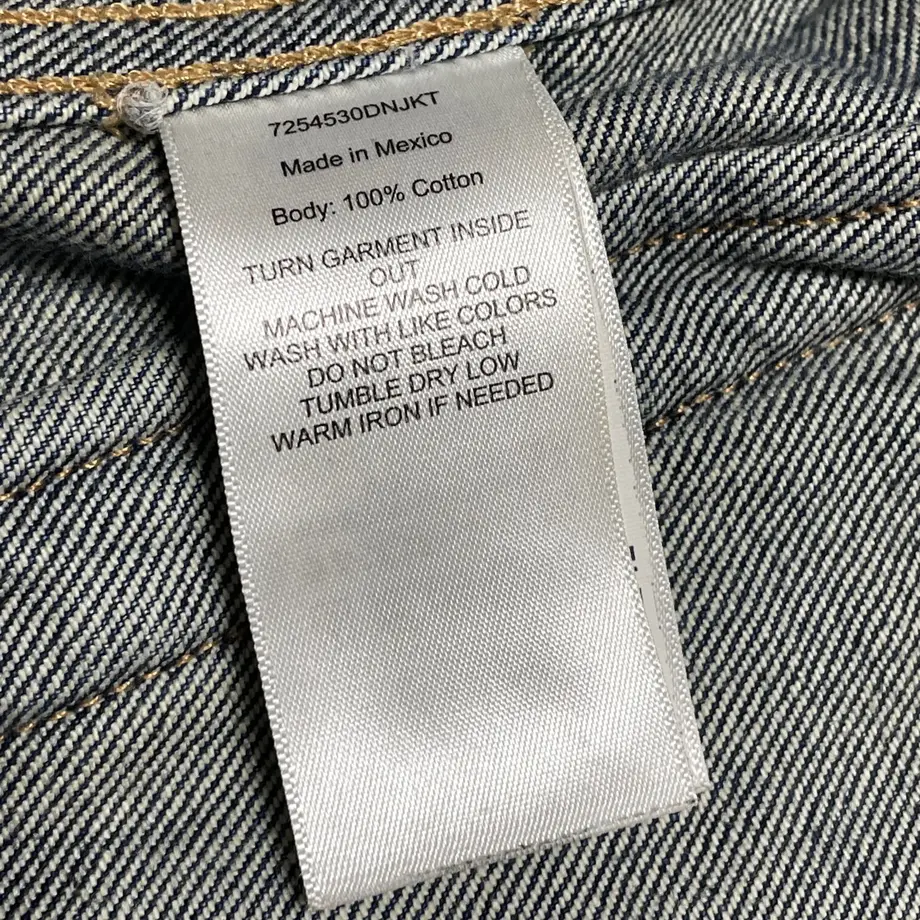 7254530DNJKT
Made in Mexico
Body: 100% Cotton
TURN GARMENT INSIDE
OUT
MACHINE WASH COLD
WASH WITH LIKE COLORS
DO NOT BLEACH
TUMBLE DRY LOW
WARM IRON IF NEEDED